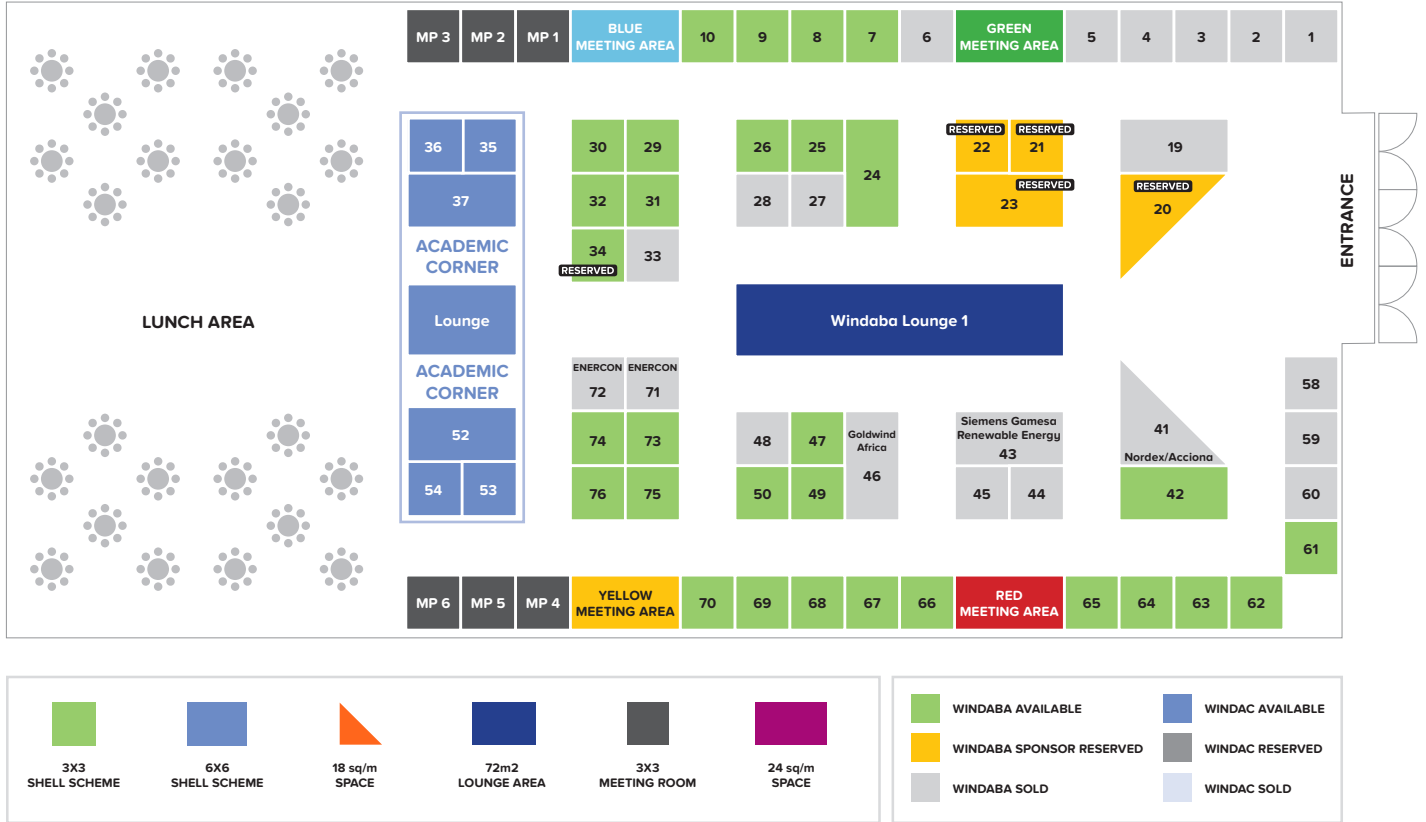 MP 3 MP 2 MP 1 BLUE MEETING AREA 10 9 8 7 6 GREEN MEETING AREA 5 4 3 2 1
36 35
37
ACADEMIC
CORNER
Lounge
ACADEMIC
CORNER
52
54 53
LUNCH AREA
30 29
32 31
34 33
RESERVED
26 25
24
28 27
RESERVED RESERVED
22 21
RESERVED
23
19
RESERVED
20
ENTRANCE
Windaba Lounge 1
ENERCON ENERCON
72 71
74 73
76 75
48 47
50 49
Goldwind
Africa
46
Siemens Gamesa
Renewable Energy
43
45 44
41
Nordex/Acciona
42
58
59
60
61
MP 6 MP 5 MP 4 YELLOW MEETING AREA 70 69 68 67 66 RED MEETING AREA 65 64 63 62
3X3
SHELL SCHEME
6X6
SHELL SCHEME
18 sq/m
SPACE
72m2
LOUNGE AREA
3X3
MEETING ROOM
24 sq/m
SPACE
WINDABA AVAILABLE
WINDABA SPONSOR RESERVED
WINDABA SOLD
WINDAC AVAILABLE
WINDAC RESERVED
WINDAC SOLD